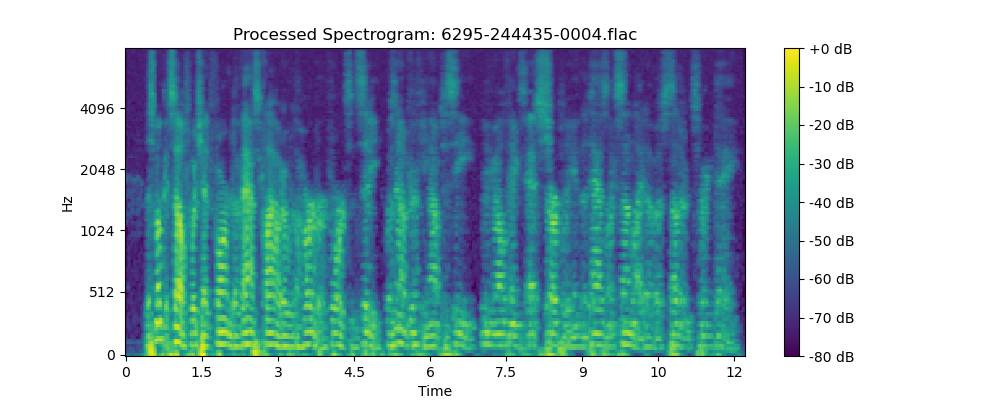 Processed Spectrogram: 6295-244435-0004.flac
Hz
4096
2048
1024
512
0
0 1.5 3 4.5 6 7.5 9 10 12
Time
+0 dB
-10 dB
-20 dB
-30 dB
-40 dB
-50 dB
-60 dB
-70 dB
-80 dB